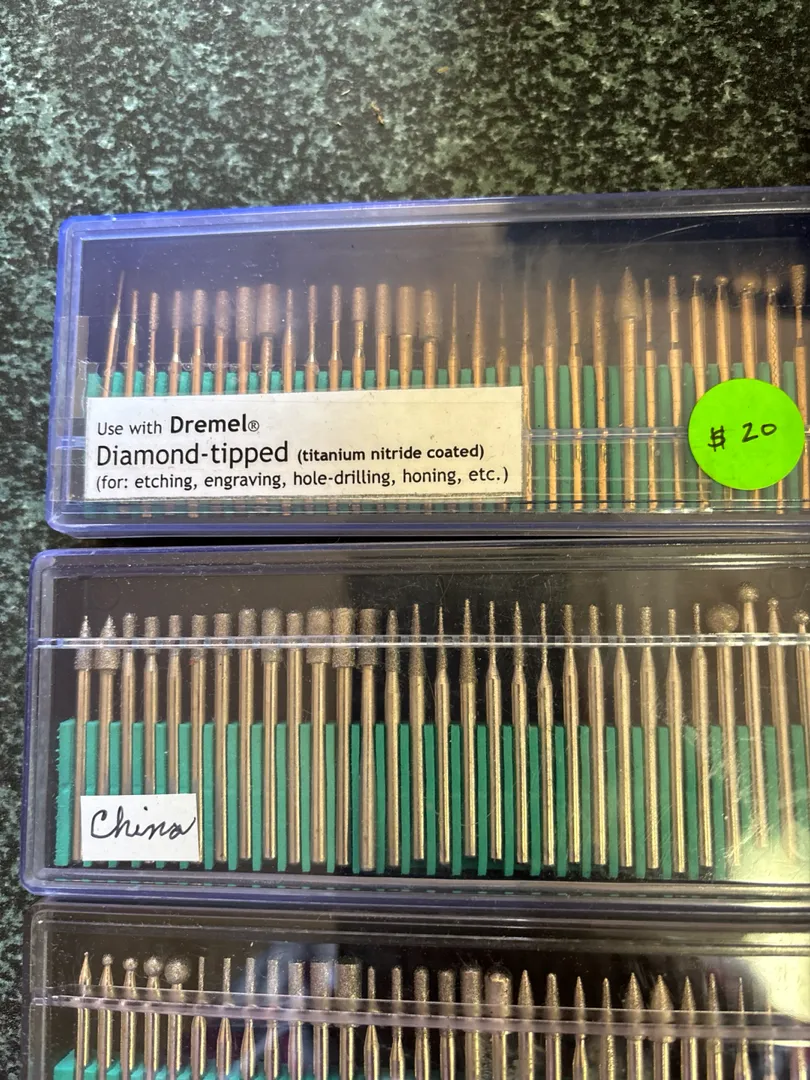 Use with Dremel®
Diamond-tipped (titanium nitride coated)
(for: etching, engraving, hole-drilling, honing, etc.)
$ 20
China